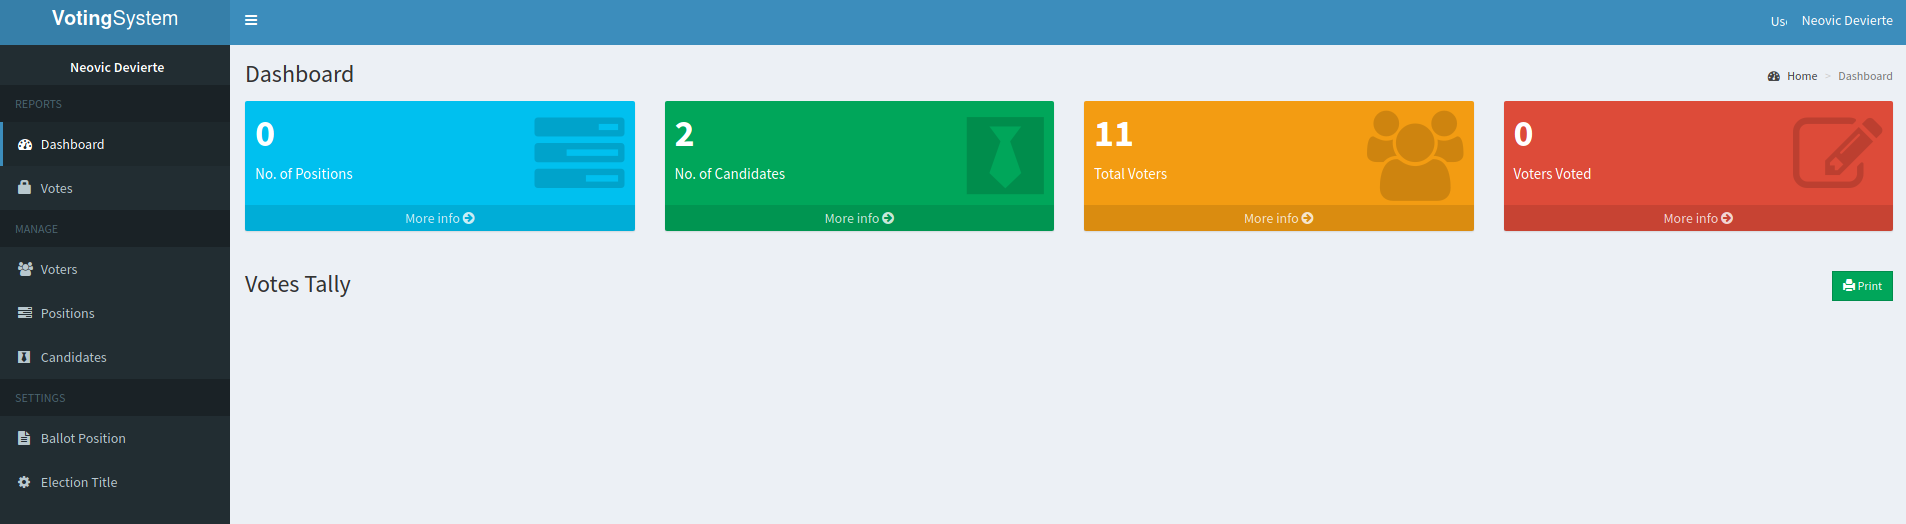 VotingSystem
Neovic Devierte
Neovic Devierte
REPORTS
Dashboard
Votes
MANAGE
Voters
Positions
Candidates
SETTINGS
Ballot Position
Election Title
Dashboard
Home > Dashboard
0
No. of Positions
More info
2
No. of Candidates
More info
11
Total Voters
More info
0
Voters Voted
More info
Votes Tally
Print